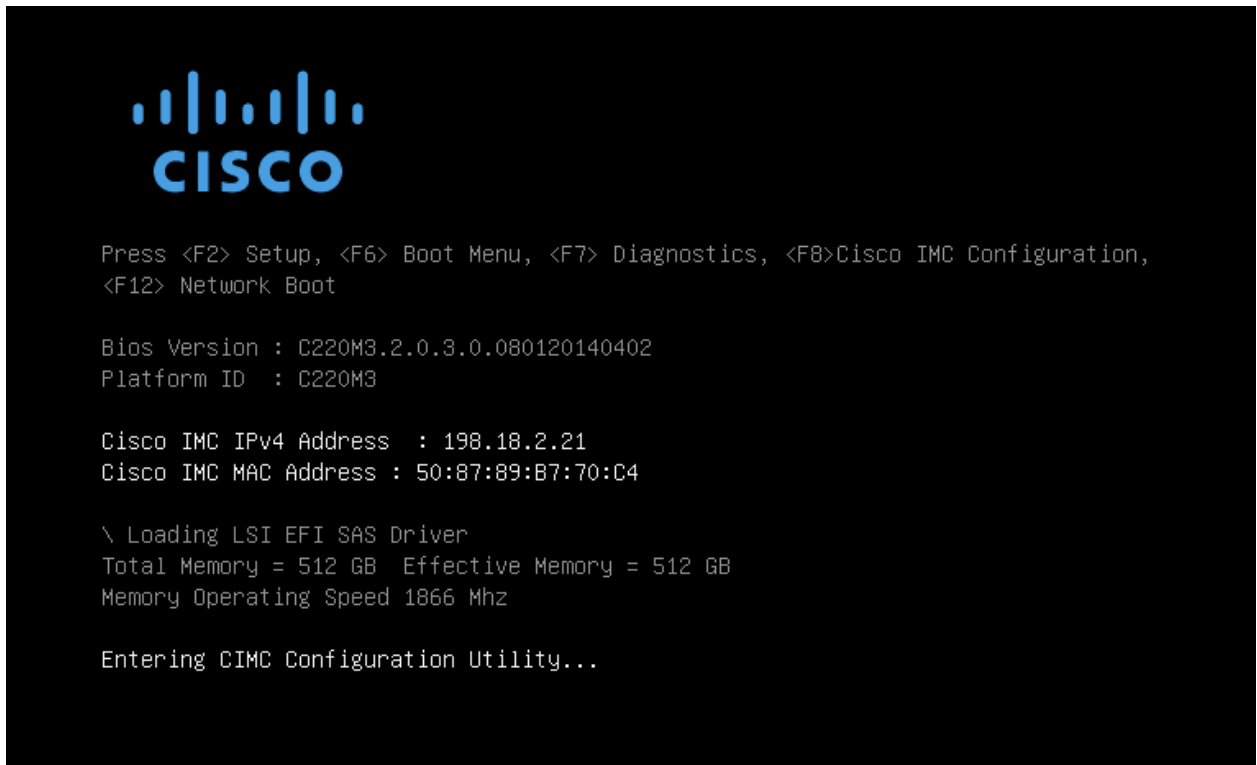 CISCO
Press <F2> Setup, <F6> Boot Menu, <F7> Diagnostics, <F8>Cisco IMC Configuration,
<F12> Network Boot
Bios Version : C220M3.2.0.3.0.080120140402
Platform ID  : C220M3
Cisco IMC IPv4 Address  : 198.18.2.21
Cisco IMC MAC Address : 50:87:89:B7:70:C4
\ Loading LSI EFI SAS Driver
Total Memory = 512 GB  Effective Memory = 512 GB
Memory Operating Speed 1866 Mhz
Entering CIMC Configuration Utility...